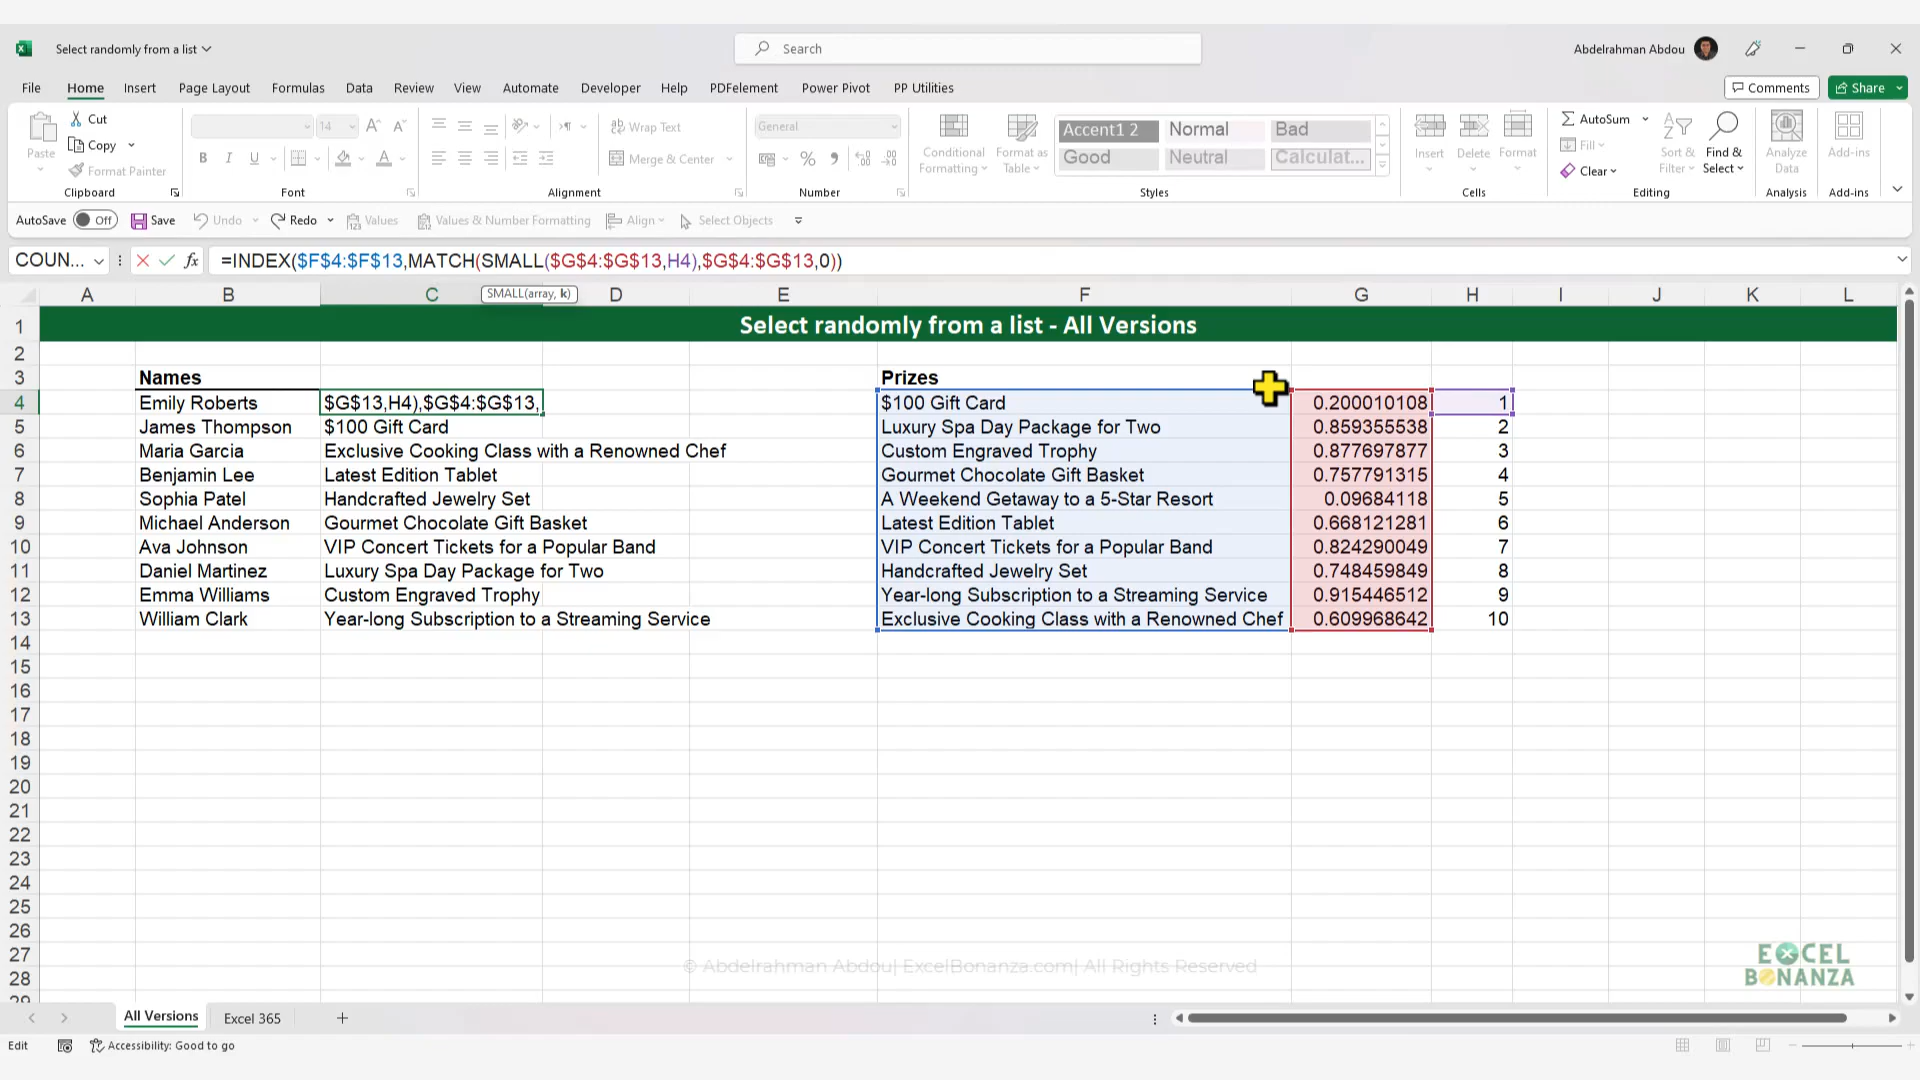 Select randomly from a list
Search
Abdelrahman Abdou
File Home Insert Page Layout Formulas Data Review View Automate Developer Help PDFelement Power Pivot PP Utilities
Comments Share
Paste
Cut
Copy
Format Painter
Clipboard
14
B I U
Font
Wrap Text
Merge & Center
Alignment
General
Number
Conditional Formatting
Format as Table
Accent1 2 Normal Bad
Good Neutral Calculat...
Styles
Insert Delete Format
Cells
AutoSum
Fill
Clear
Sort & Filter
Find & Select
Editing
Analyze Data
Analysis
Add-ins
Add-ins
AutoSave Off Save Undo Redo Values Values & Number Formatting Align Select Objects
COUN... fx =INDEX($F$4:$F$13,MATCH(SMALL($G$4:$G$13,H4),$G$4:$G$13,0))
SMALL(array, k)
A B C D E F G H I J K L
1 Select randomly from a list - All Versions
2
3 Names Prizes
4 Emily Roberts $G$13,H4),$G$4:$G$13, $100 Gift Card 0.200010108 1
5 James Thompson $100 Gift Card Luxury Spa Day Package for Two 0.859355538 2
6 Maria Garcia Exclusive Cooking Class with a Renowned Chef Custom Engraved Trophy 0.877697877 3
7 Benjamin Lee Latest Edition Tablet Gourmet Chocolate Gift Basket 0.757791315 4
8 Sophia Patel Handcrafted Jewelry Set A Weekend Getaway to a 5-Star Resort 0.09684118 5
9 Michael Anderson Gourmet Chocolate Gift Basket Latest Edition Tablet 0.668121281 6
10 Ava Johnson VIP Concert Tickets for a Popular Band VIP Concert Tickets for a Popular Band 0.824290049 7
11 Daniel Martinez Luxury Spa Day Package for Two Handcrafted Jewelry Set 0.748459849 8
12 Emma Williams Custom Engraved Trophy Year-long Subscription to a Streaming Service 0.915446512 9
13 William Clark Year-long Subscription to a Streaming Service Exclusive Cooking Class with a Renowned Chef 0.609968642 10
14
15
16
17
18
19
20
21
22
23
24
25
26
27
28
29
© Abdelrahman Abdou| ExcelBonanza.com| All Rights Reserved
EXCEL
BONANZA
All Versions Excel 365
Edit Accessibility: Good to go